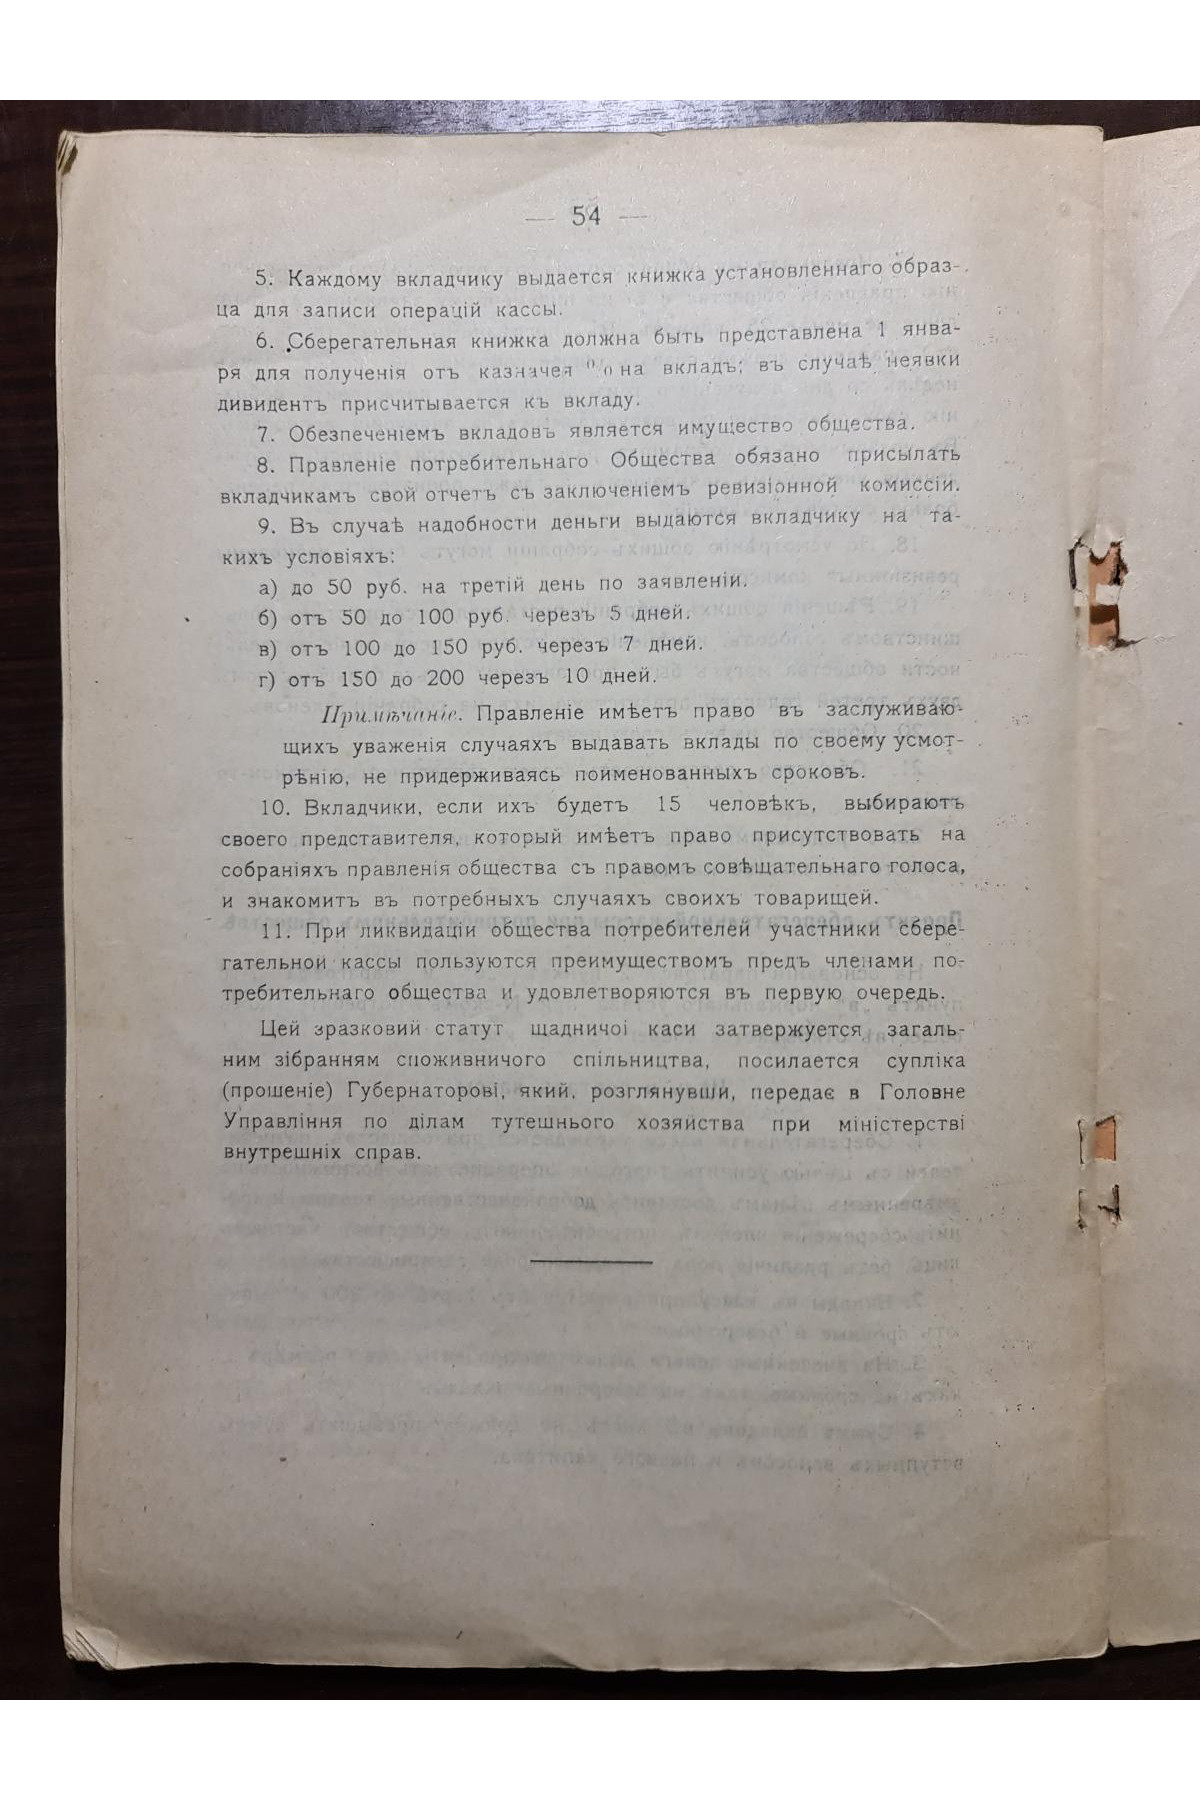 — 54 —
5. Каждому вкладчику выдается книжка установленнаго образ-
ца для записи операцій кассы.
6. Сберегательная книжка должна быть представлена 1 янва-
ря для полученія отъ казначея % на вкладъ; въ случаѣ неявки
дивидентъ присчитывается къ вкладу.
7. Обезпеченіемъ вкладовъ является имущество общества.
8. Правленіе потребительнаго Общества обязано присылать
вкладчикамъ свой отчетъ съ заключеніемъ ревизіонной комиссіи.
9. Въ случаѣ надобности деньги выдаются вкладчику на та-
кихъ условіяхъ:
а) до 50 руб. на третій день по заявленіи.
б) отъ 50 до 100 руб. черезъ 5 дней.
в) отъ 100 до 150 руб. черезъ 7 дней.
г) отъ 150 до 200 черезъ 10 дней.
Примѣчаніе. Правленіе имѣетъ право въ заслуживаю-
щихъ уваженія случаяхъ выдавать вклады по своему усмот-
рѣнію, не придерживаясь поименованныхъ сроковъ.
10. Вкладчики, если ихъ будетъ 15 человѣкъ, выбираютъ
своего представителя, который имѣетъ право присутствовать на
собраніяхъ правленія общества съ правомъ совѣщательнаго голоса,
и знакомитъ въ потребныхъ случаяхъ своихъ товарищей.
11. При ликвидаціи общества потребителей участники сбере-
гательной кассы пользуются преимуществомъ предъ членами по-
требительнаго общества и удовлетворяются въ первую очередь.
Цей зразковий статут щадничої каси затвержуется загаль-
ним зібранням споживничого спільництва, посилается супліка
(прошеніе) Губернаторові, який, розглянувши, передає в Головне
Управління по ділам тутешнього хозяйства при міністерстві
внутрешніх справ.